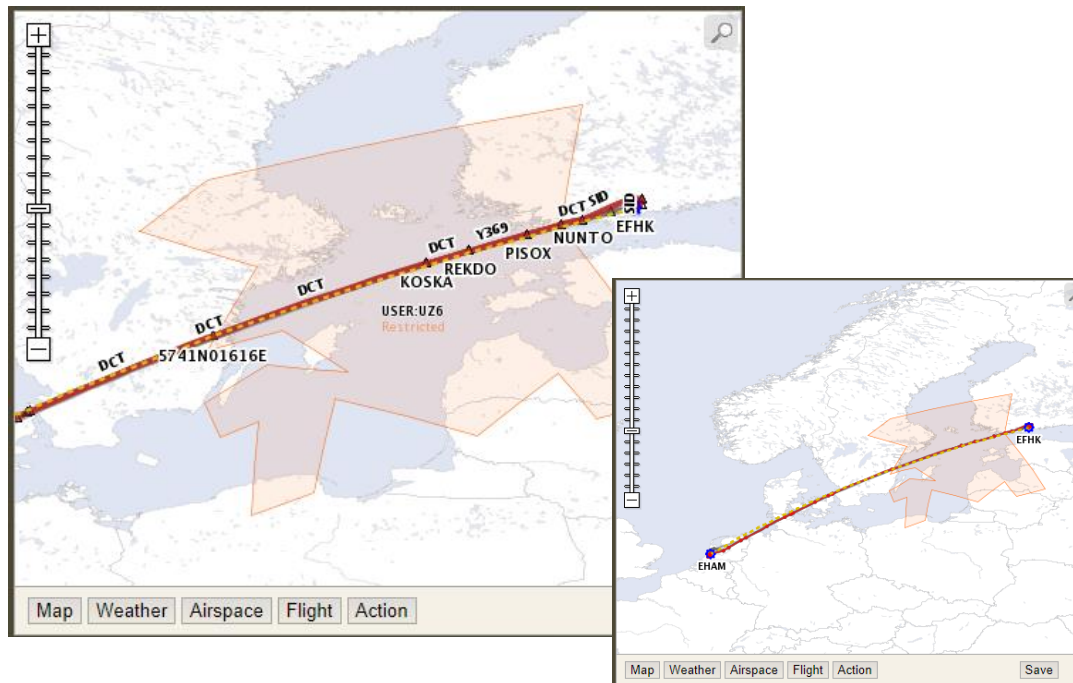 SID
DCT
SID
EFHK
Y369
NUNTO
DCT
PISOX
REKDO
KOSKA
DCT
USER:UZ6
Restricted
DCT
5741N01616E
DCT
Map Weather Airspace Flight Action
EFHK
EHAM
Map Weather Airspace Flight Action Save